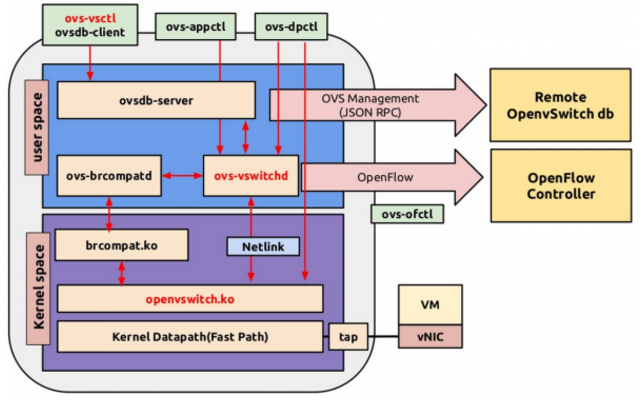 ovs-vsctl
ovsdb-client
ovs-appctl
ovs-dpctl
user space
ovsdb-server
OVS Management
(JSON RPC)
Remote
OpenvSwitch db
ovs-brcompatd
ovs-vswitchd
OpenFlow
OpenFlow
Controller
ovs-ofctl
Kernel space
brcompat.ko
Netlink
openvswitch.ko
Kernel Datapath(Fast Path)
tap
VM
vNIC